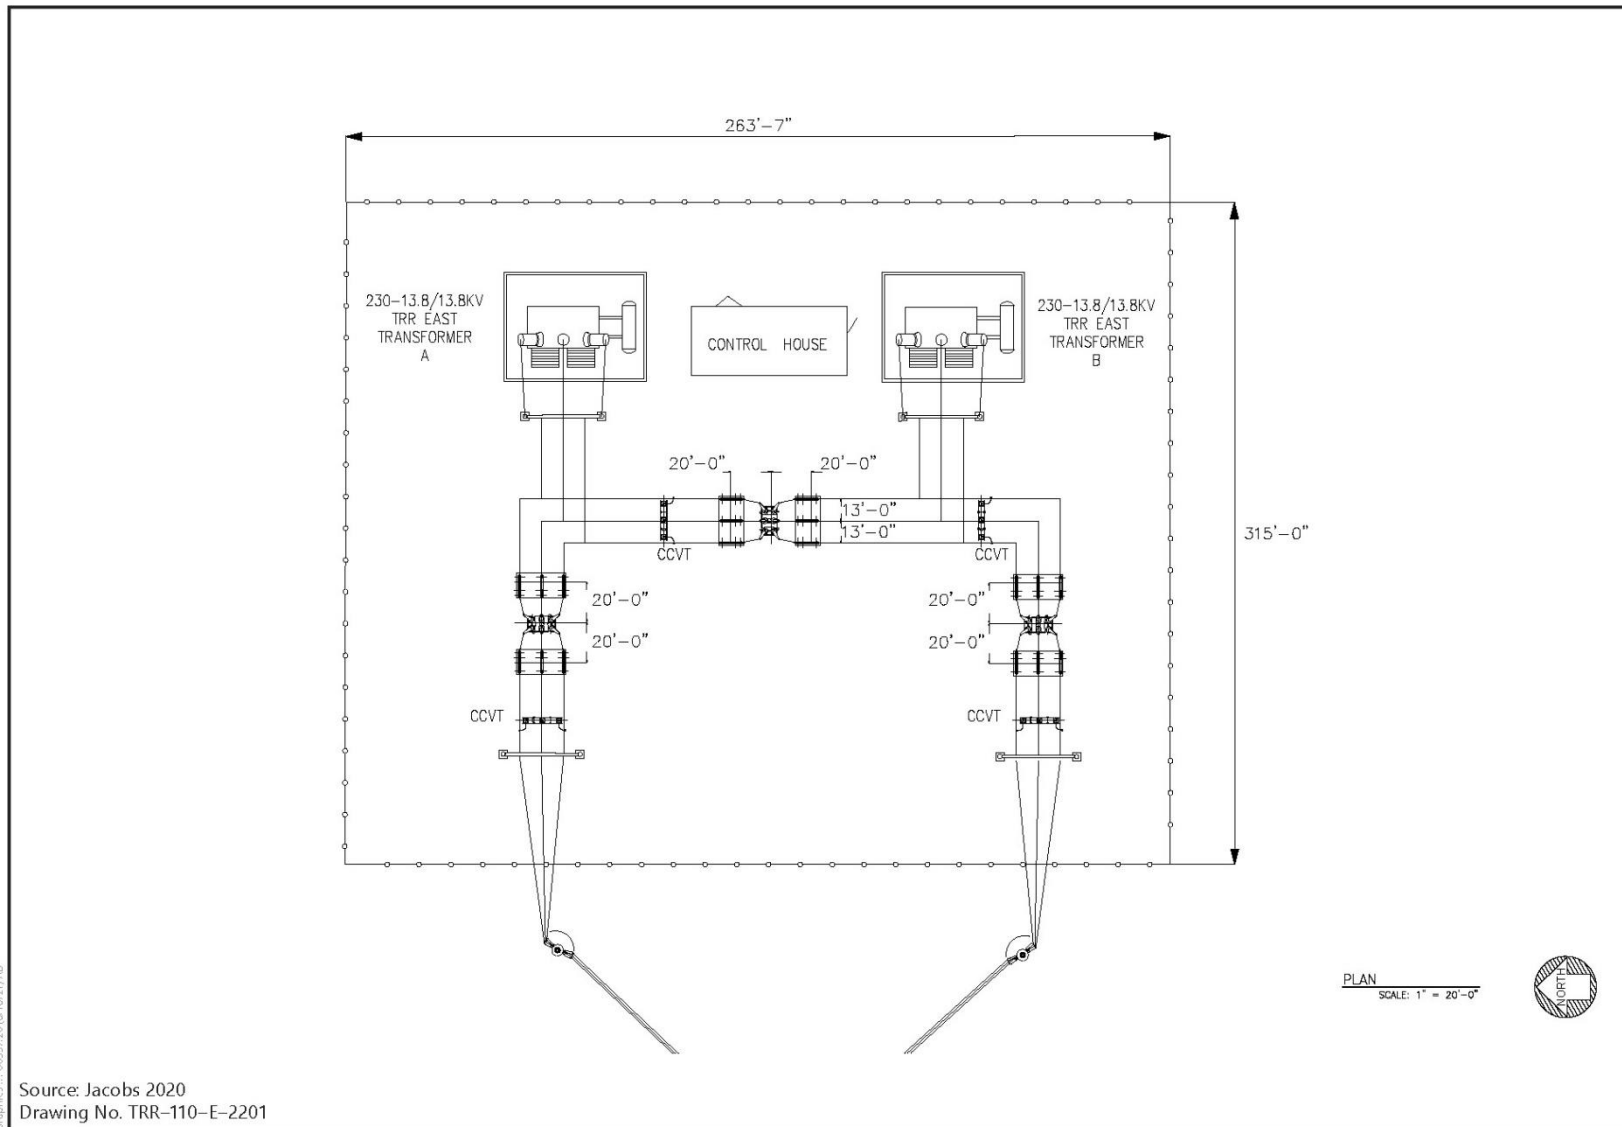 263'-7"
230-13.8/13.8KV
TRR EAST
TRANSFORMER
A
CONTROL HOUSE
230-13.8/13.8KV
TRR EAST
TRANSFORMER
B
20'-0"
20'-0"
13'-0"
13'-0"
315'-0"
CCVT
CCVT
20'-0"
20'-0"
20'-0"
20'-0"
CCVT
CCVT
PLAN
SCALE: 1" = 20'-0"
NORTH
Source: Jacobs 2020
Drawing No. TRR-110-E-2201